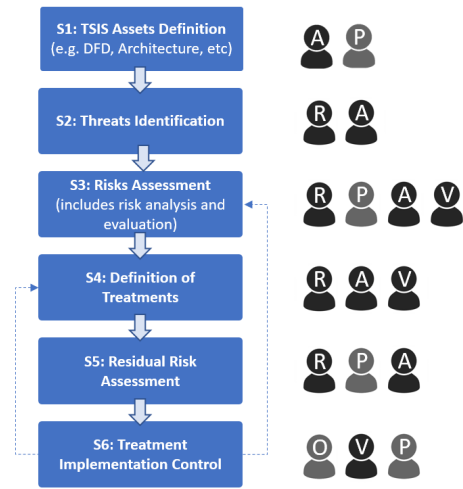 S1: TSIS Assets Definition
(e.g. DFD, Architecture, etc)
A P
S2: Threats Identification
R A
S3: Risks Assessment
(includes risk analysis and
evaluation)
R P A V
S4: Definition of
Treatments
R A V
S5: Residual Risk
Assessment
R P A
S6: Treatment
Implementation Control
O V P